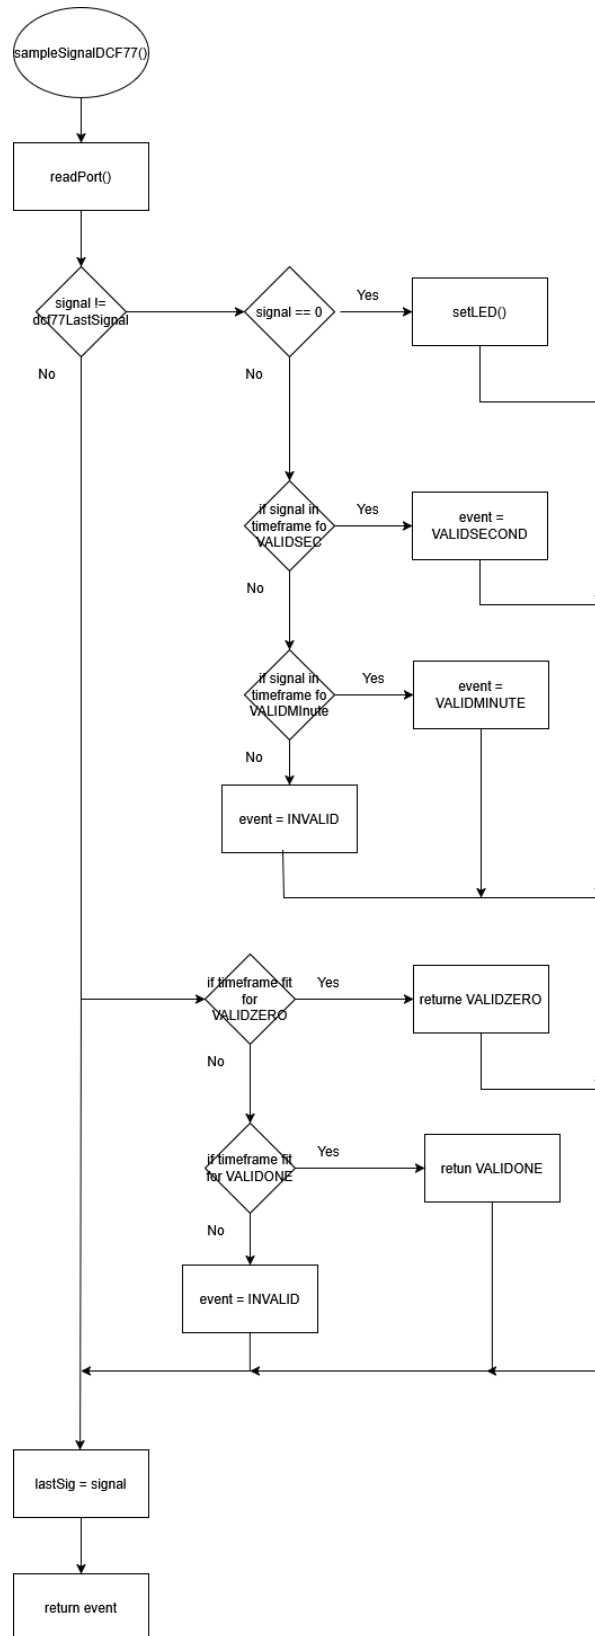 sampleSignalDCF77()
readPort()
signal !=
dcf77LastSignal
No
signal == 0
Yes
setLED()
No
if signal in
timeframe fo
VALIDSEC
Yes
event =
VALIDSECOND
No
if signal in
timeframe fo
VALIDMInute
Yes
event =
VALIDMINUTE
No
event = INVALID
if timeframe fit
for
VALIDZERO
Yes
returne VALIDZERO
No
if timeframe fit
for VALIDONE
Yes
retun VALIDONE
No
event = INVALID
lastSig = signal
return event